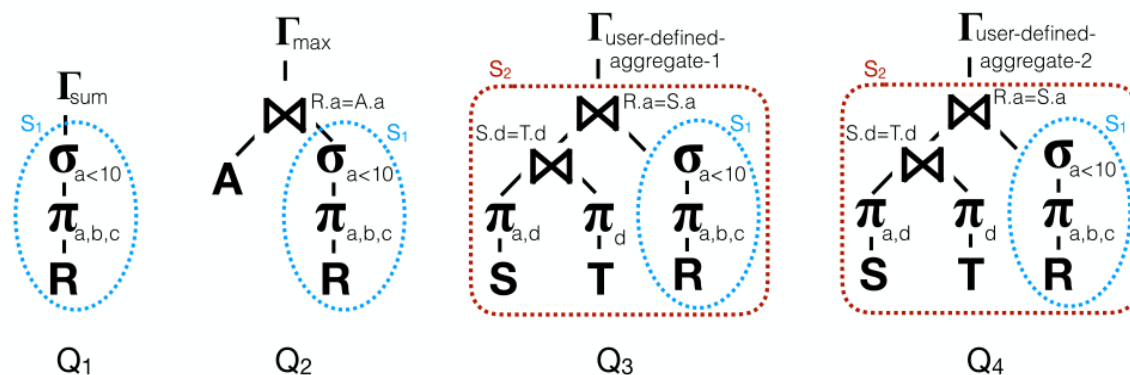 Γsum
S₁
σa<10
πa,b,c
R
Q₁
Γmax
R.a=A.a
A
S₁
σa<10
πa,b,c
R
Q₂
Γuser-defined-
aggregate-1
S₂
R.a=S.a
S.d=T.d
S₁
σa<10
πa,d
πd
πa,b,c
S
T
R
Q₃
Γuser-defined-
aggregate-2
S₂
R.a=S.a
S.d=T.d
S₁
σa<10
πa,d
πd
πa,b,c
S
T
R
Q₄